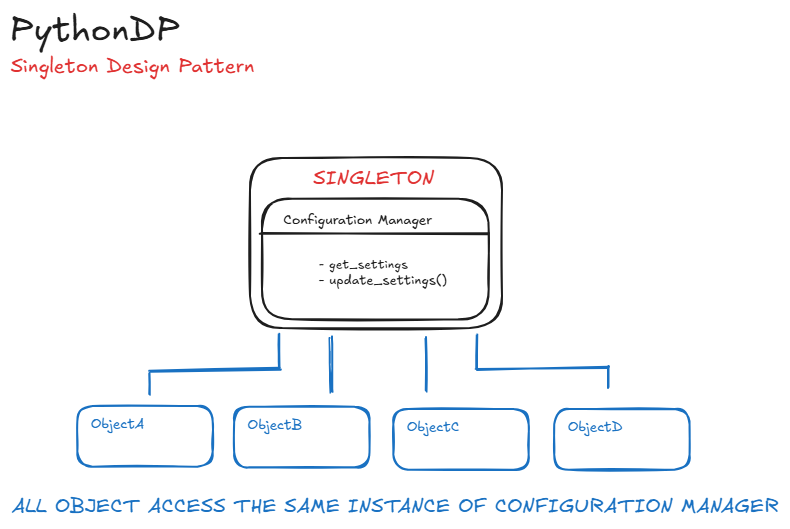 PythonDP
Singleton Design Pattern
SINGLETON
Configuration Manager
- get_settings
- update_settings()
ObjectA
ObjectB
ObjectC
ObjectD
ALL OBJECT ACCESS THE SAME INSTANCE OF CONFIGURATION MANAGER